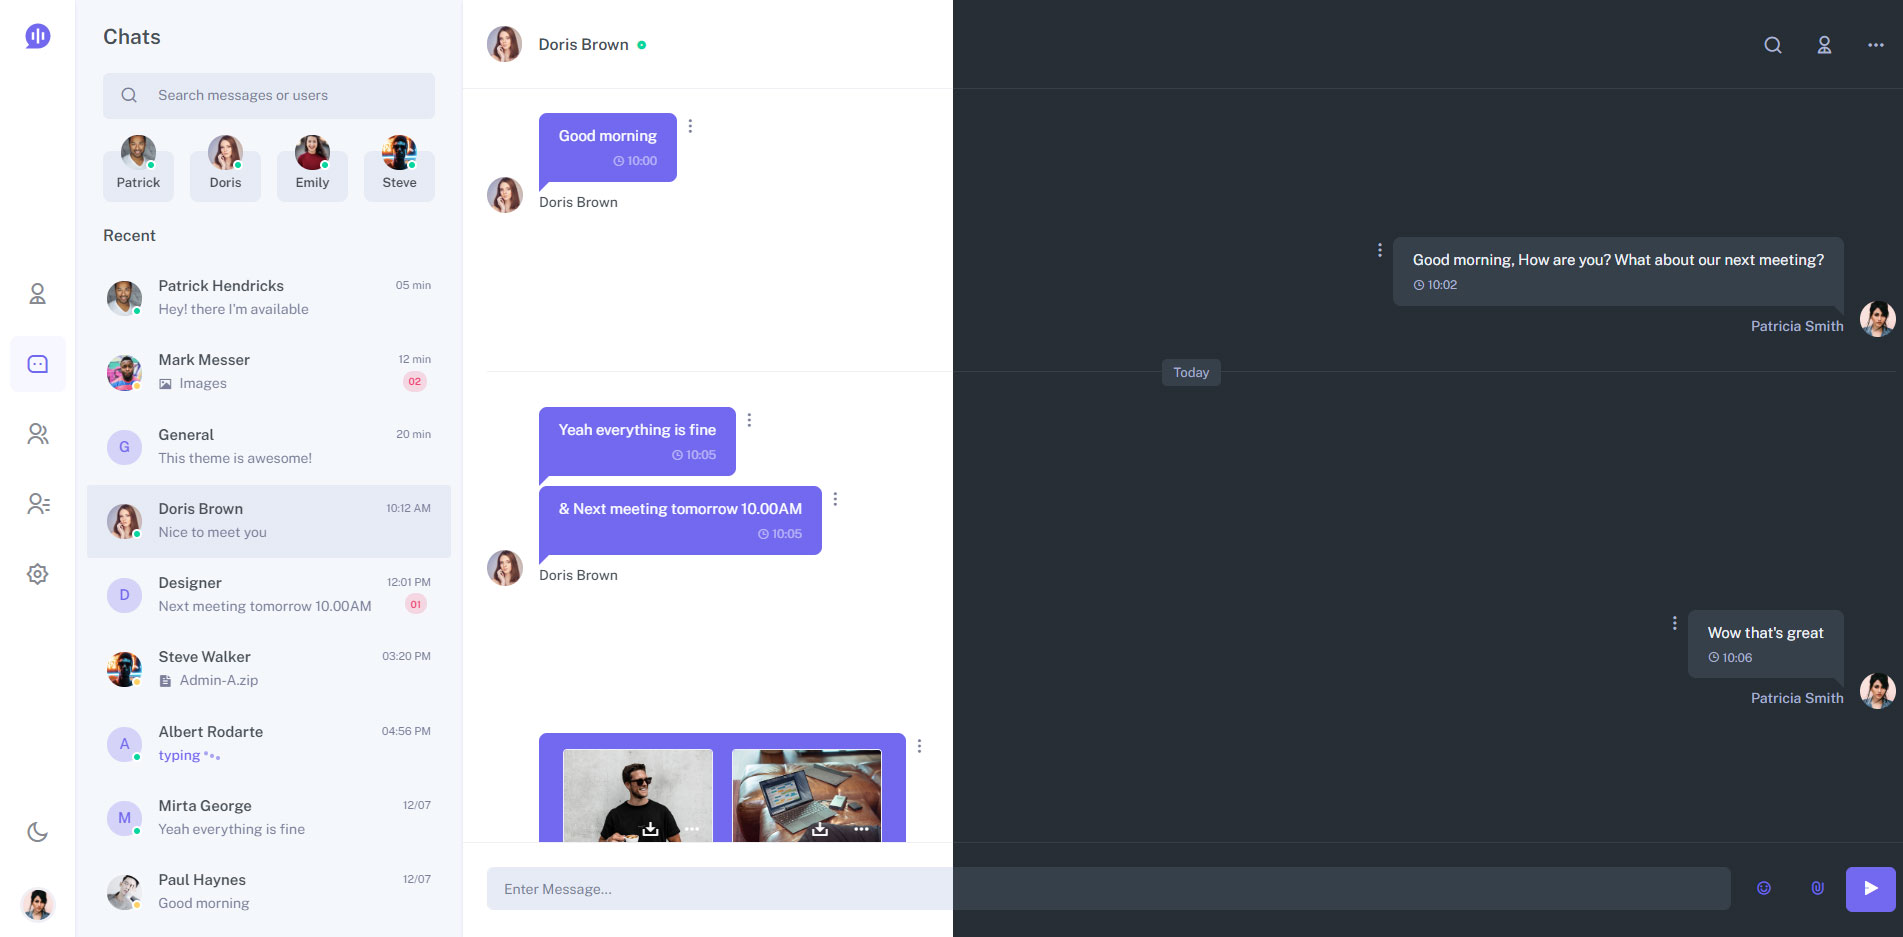 Chats
Search messages or users
Patrick
Doris
Emily
Steve
Recent
Patrick Hendricks
05 min
Hey! there I'm available
Mark Messer
12 min
Images
02
G
General
20 min
This theme is awesome!
Doris Brown
10:12 AM
Nice to meet you
D
Designer
12:01 PM
Next meeting tomorrow 10.00AM
01
Steve Walker
03:20 PM
Admin-A.zip
A
Albert Rodarte
04:56 PM
typing
M
Mirta George
12/07
Yeah everything is fine
Paul Haynes
12/07
Good morning
Doris Brown
Good morning
10:00
Doris Brown
Good morning, How are you? What about our next meeting?
10:02
Patricia Smith
Today
Yeah everything is fine
10:05
& Next meeting tomorrow 10.00AM
10:05
Doris Brown
Wow that's great
10:06
Patricia Smith
Enter Message...